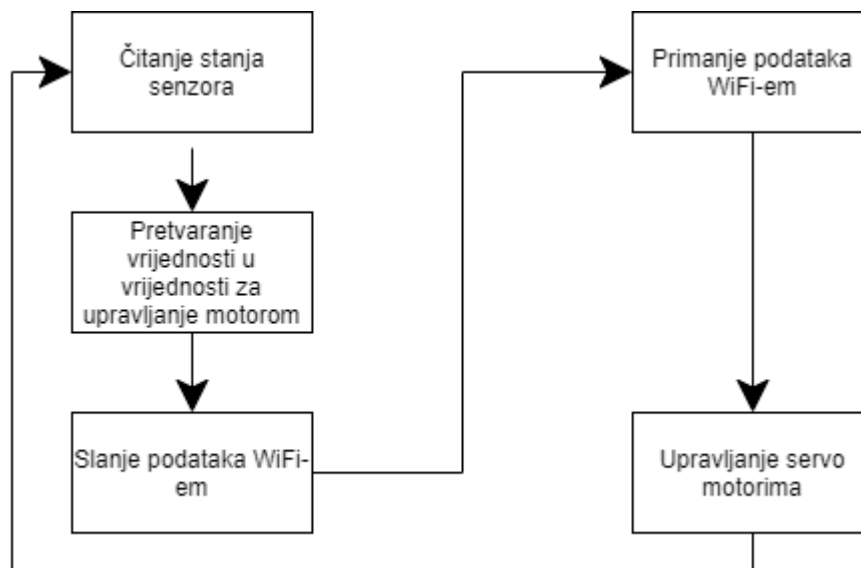 Čitanje stanja
senzora
Pretvaranje
vrijednosti u
vrijednosti za
upravljanje motorom
Slanje podataka WiFi-
em
Primanje podataka
WiFi-em
Upravljanje servo
motorima